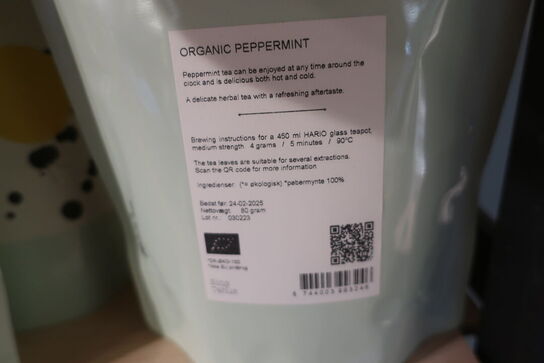 ORGANIC PEPPERMINT
Peppermint tea can be enjoyed at any time around the
clock and is delicious both hot and cold.
A delicate herbal tea with a refreshing aftertaste.
Brewing instructions for a 450 ml HARIO glass teapot,
medium strength 4 grams / 5 minutes / 90°C
The tea leaves are suitable for several extractions.
Scan the QR code for more information
Ingredienser: (*= økologisk) *pebermynte 100%
Bedst før: 24-02-2025
Nettovægt: 80 gram
Lot nr.: 030223